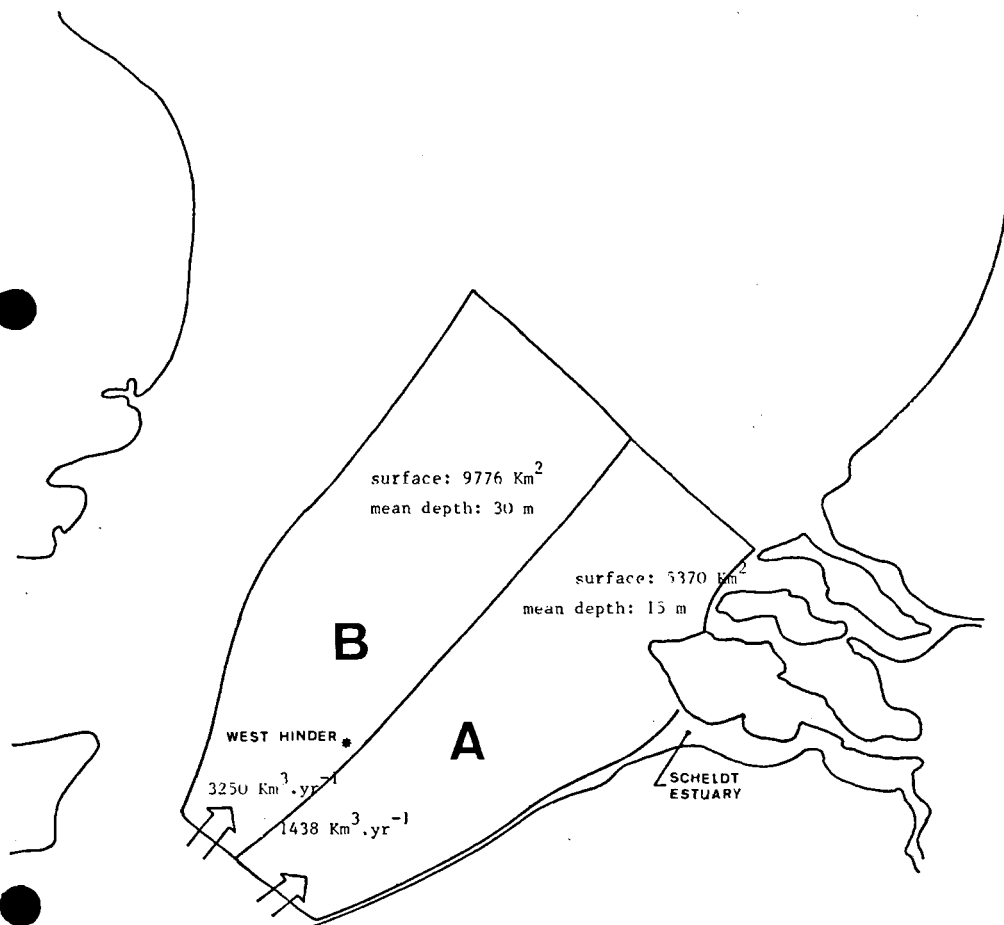 surface: 9776 Km²
mean depth: 30 m
surface: 5370 Km²
mean depth: 15 m
B
WEST HINDER
A
3250 Km³.yr⁻¹
1438 Km³.yr⁻¹
SCHELDT
ESTUARY